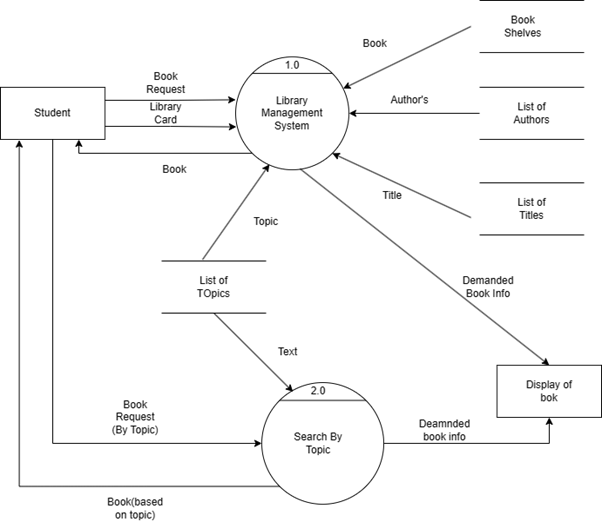 Book
Shelves
1.0
Book
Book
Request
Library
Management
System
Author's
List of
Authors
Student
Library
Card
Book
Title
List of
Titles
Topic
List of
TOpics
Demanded
Book Info
Text
2.0
Display of
bok
Book
Request
(By Topic)
Search By
Topic
Deamnded
book info
Book(based
on topic)